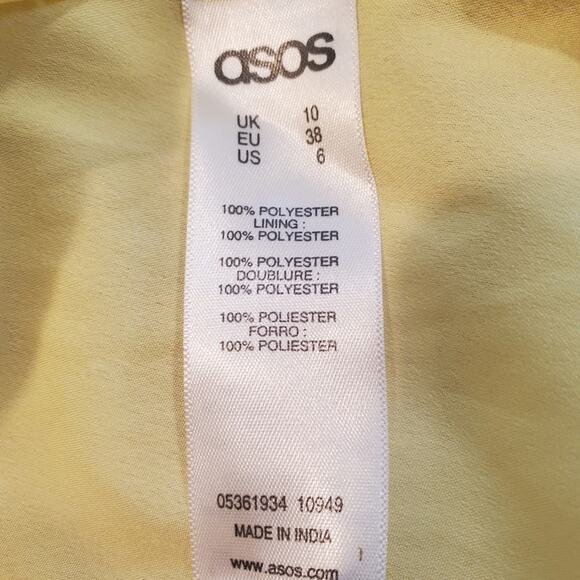 asos
UK 10
EU 38
US 6
100% POLYESTER
LINING :
100% POLYESTER
100% POLYESTER
DOUBLURE :
100% POLYESTER
100% POLIESTER
FORRO :
100% POLIESTER
05361934 10949
MADE IN INDIA
www.asos.com